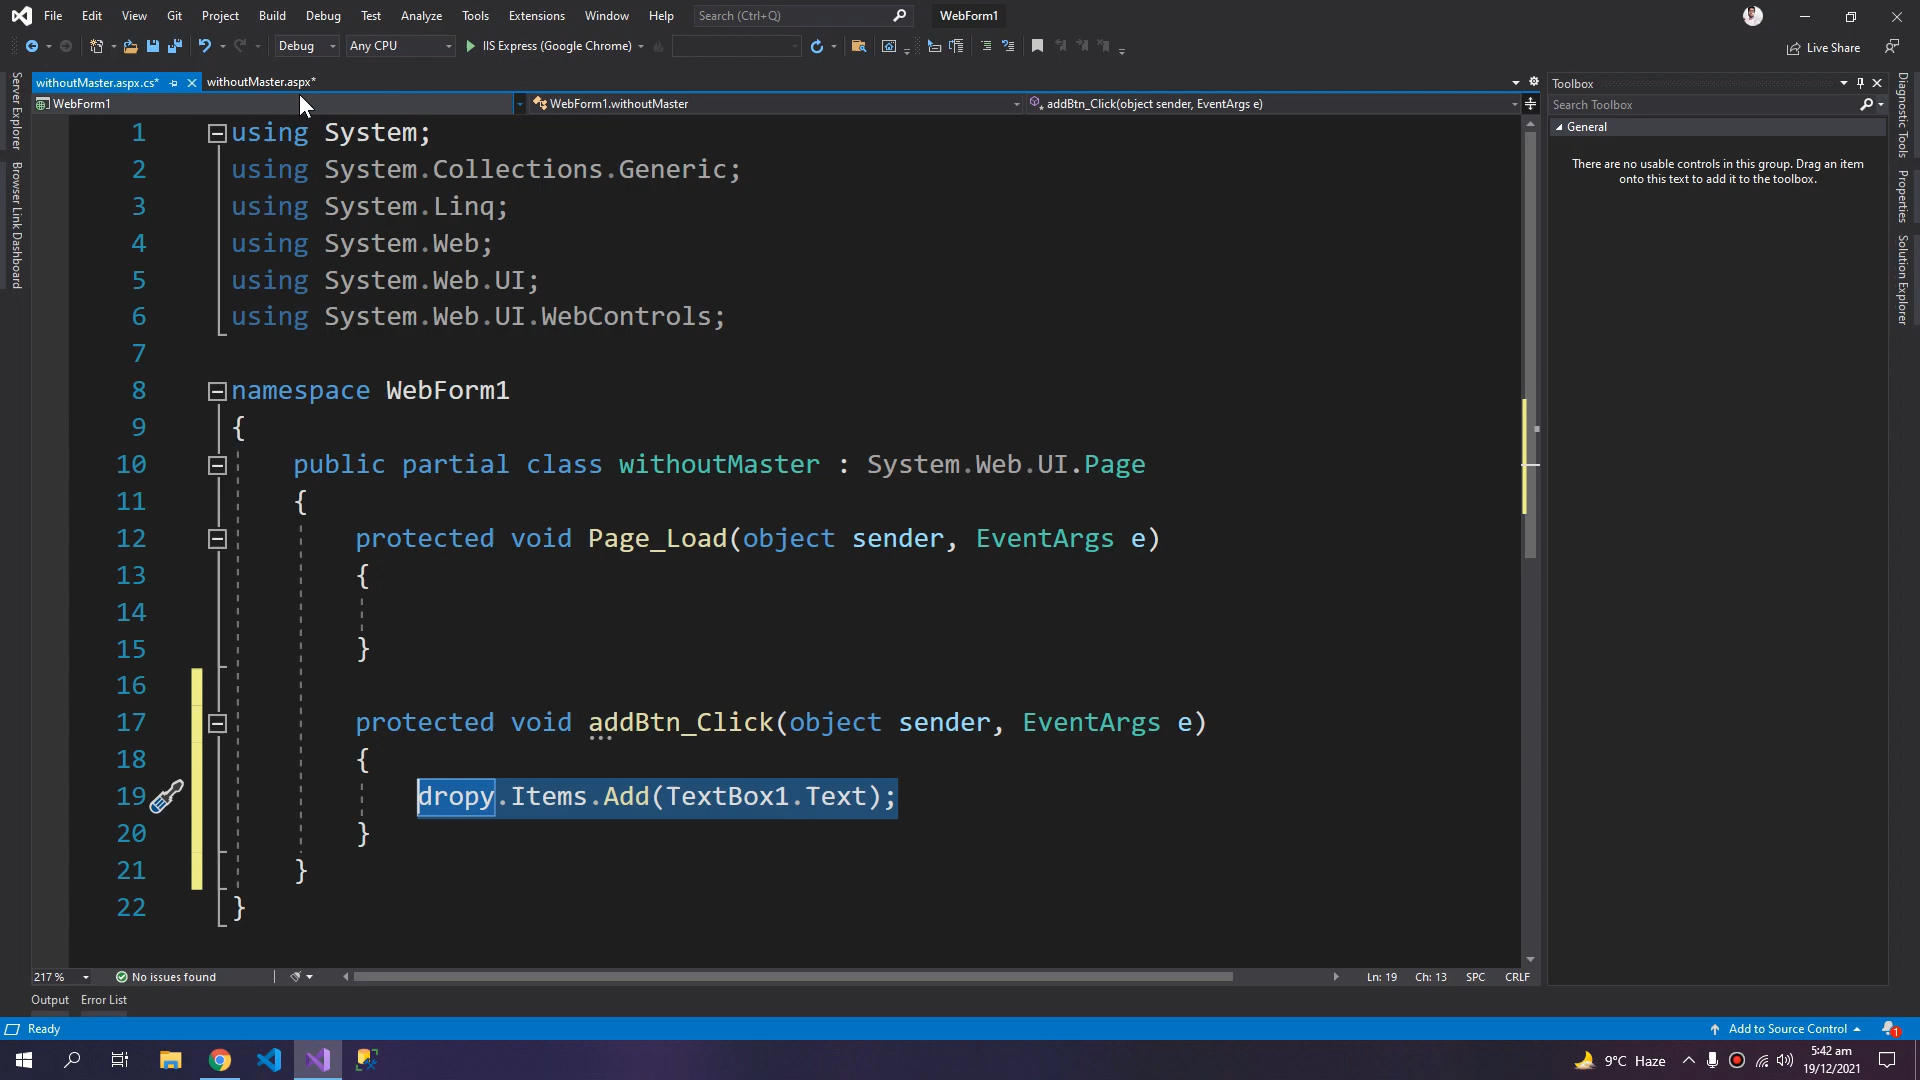 File Edit View Git Project Build Debug Test Analyze Tools Extensions Window Help Search (Ctrl+Q) WebForm1
Debug Any CPU IIS Express (Google Chrome) Live Share
withoutMaster.aspx.cs* withoutMaster.aspx*
WebForm1 WebForm1.withoutMaster addBtn_Click(object sender, EventArgs e)
Server Explorer
Browser Link Dashboard
1 using System;
2 using System.Collections.Generic;
3 using System.Linq;
4 using System.Web;
5 using System.Web.UI;
6 using System.Web.UI.WebControls;
7
8 namespace WebForm1
9 {
10 public partial class withoutMaster : System.Web.UI.Page
11 {
12 protected void Page_Load(object sender, EventArgs e)
13 {
14
15 }
16
17 protected void addBtn_Click(object sender, EventArgs e)
18 {
19 dropy.Items.Add(TextBox1.Text);
20 }
21 }
22 }
Toolbox
Search Toolbox
General
There are no usable controls in this group. Drag an item
onto this text to add it to the toolbox.
Diagnostic Tools
Properties
Solution Explorer
217 % No issues found Ln: 19 Ch: 13 SPC CRLF
Output Error List
Ready Add to Source Control 1
9°C Haze 5:42 am
19/12/2021